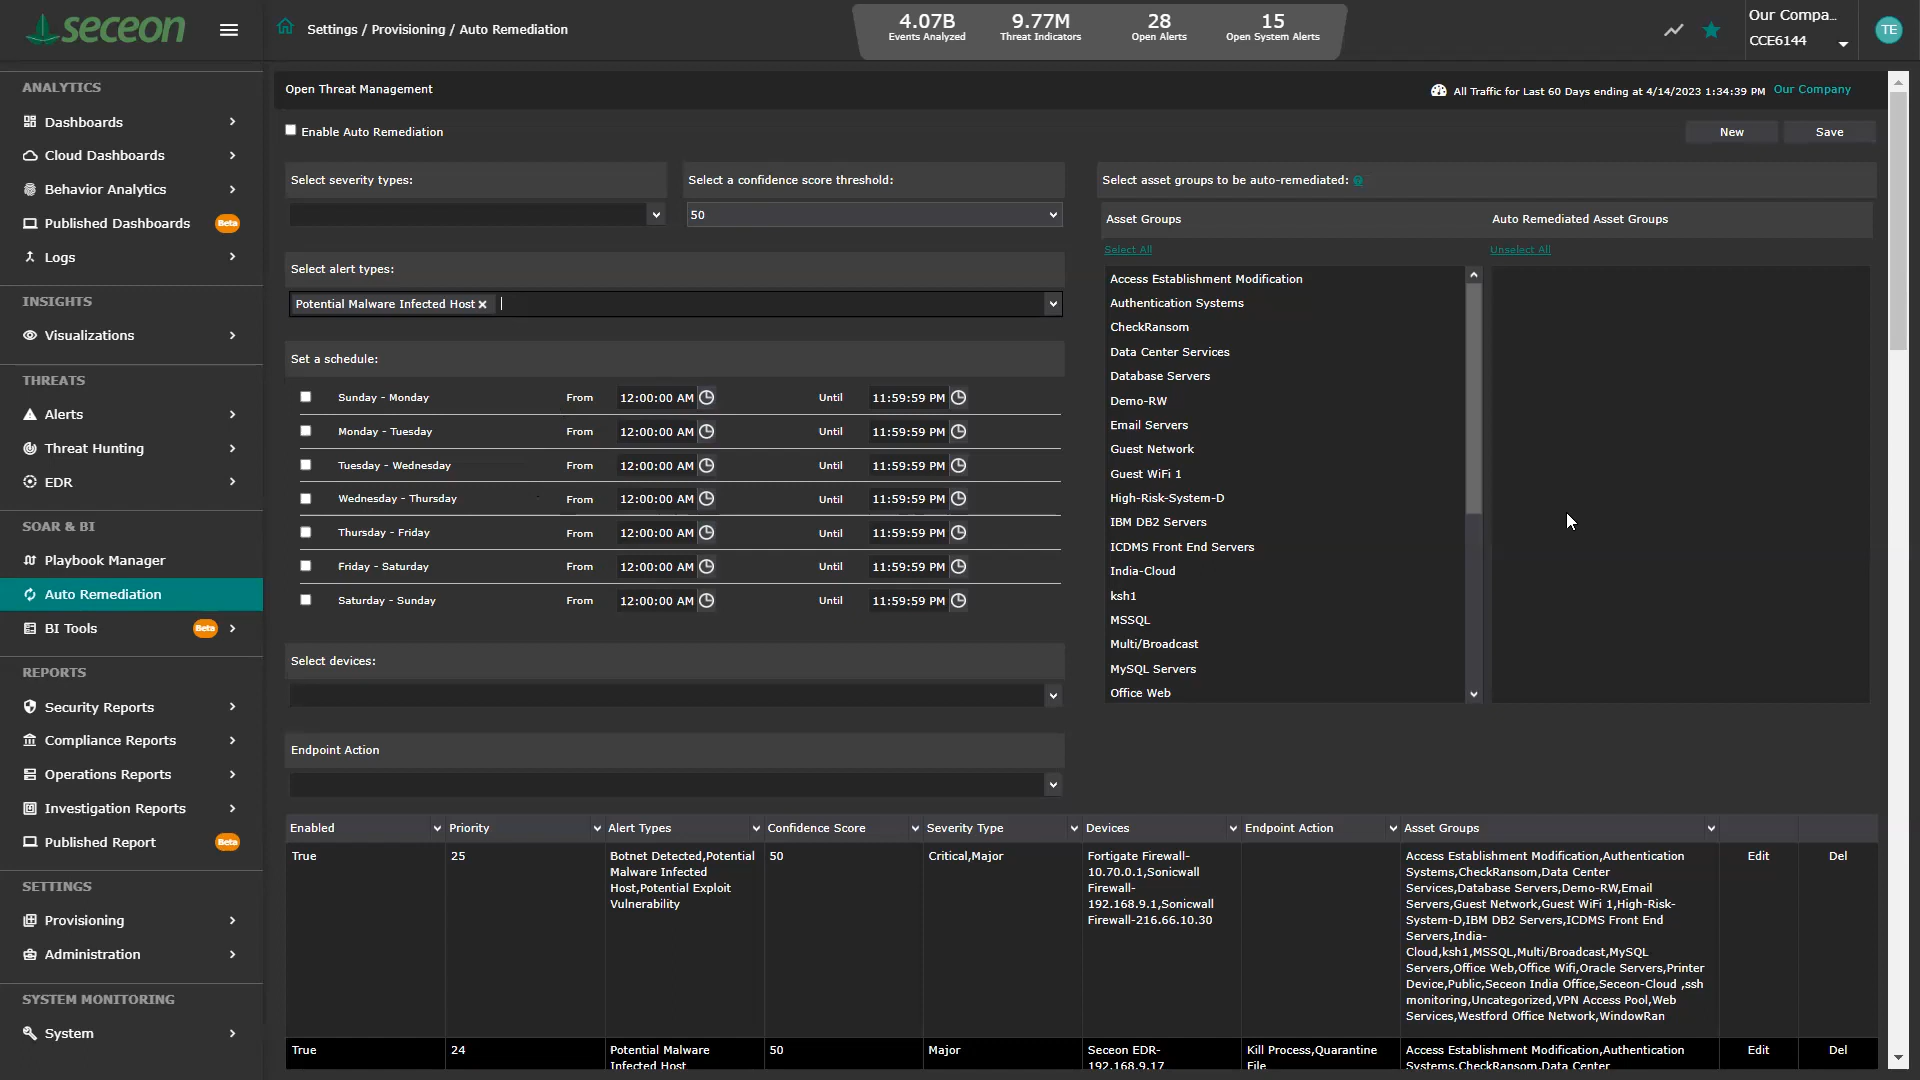 seceon
Settings / Provisioning / Auto Remediation
4.07B
Events Analyzed
9.77M
Threat Indicators
28
Open Alerts
15
Open System Alerts
Our Compa...
CCE6144
TE
ANALYTICS
Dashboards
Cloud Dashboards
Behavior Analytics
Published Dashboards Beta
Logs
INSIGHTS
Visualizations
THREATS
Alerts
Threat Hunting
EDR
SOAR & BI
Playbook Manager
Auto Remediation
BI Tools Beta
REPORTS
Security Reports
Compliance Reports
Operations Reports
Investigation Reports
Published Report Beta
SETTINGS
Provisioning
Administration
SYSTEM MONITORING
System
Open Threat Management
All Traffic for Last 60 Days ending at 4/14/2023 1:34:39 PM Our Company
Enable Auto Remediation
New Save
Select severity types:
Select a confidence score threshold:
50
Select alert types:
Potential Malware Infected Host
Set a schedule:
Sunday - Monday From 12:00:00 AM Until 11:59:59 PM
Monday - Tuesday From 12:00:00 AM Until 11:59:59 PM
Tuesday - Wednesday From 12:00:00 AM Until 11:59:59 PM
Wednesday - Thursday From 12:00:00 AM Until 11:59:59 PM
Thursday - Friday From 12:00:00 AM Until 11:59:59 PM
Friday - Saturday From 12:00:00 AM Until 11:59:59 PM
Saturday - Sunday From 12:00:00 AM Until 11:59:59 PM
Select devices:
Endpoint Action
Select asset groups to be auto-remediated:
Asset Groups
Auto Remediated Asset Groups
Select All
Unselect All
Access Establishment Modification
Authentication Systems
CheckRansom
Data Center Services
Database Servers
Demo-RW
Email Servers
Guest Network
Guest WiFi 1
High-Risk-System-D
IBM DB2 Servers
ICDMS Front End Servers
India-Cloud
ksh1
MSSQL
Multi/Broadcast
MySQL Servers
Office Web
Enabled Priority Alert Types Confidence Score Severity Type Devices Endpoint Action Asset Groups
True
25
Botnet Detected,Potential
Malware Infected
Host,Potential Exploit
Vulnerability
50
Critical,Major
Fortigate Firewall-
10.70.0.1,Sonicwall
Firewall-
192.168.9.1,Sonicwall
Firewall-216.66.10.30
Access Establishment Modification,Authentication
Systems,CheckRansom,Data Center
Services,Database Servers,Demo-RW,Email
Servers,Guest Network,Guest WiFi 1,High-Risk-
System-D,IBM DB2 Servers,ICDMS Front End
Servers,India-
Cloud,ksh1,MSSQL,Multi/Broadcast,MySQL
Servers,Office Web,Office Wifi,Oracle Servers,Printer
Device,Public,Seceon India Office,Seceon-Cloud ,ssh
monitoring,Uncategorized,VPN Access Pool,Web
Services,Westford Office Network,WindowRan
Edit
Del
True
24
Potential Malware
Infected Host
50
Major
Seceon EDR-
192.168.9.17
Kill Process,Quarantine
File
Access Establishment Modification,Authentication
Systems,CheckRansom,Data Center
Edit
Del